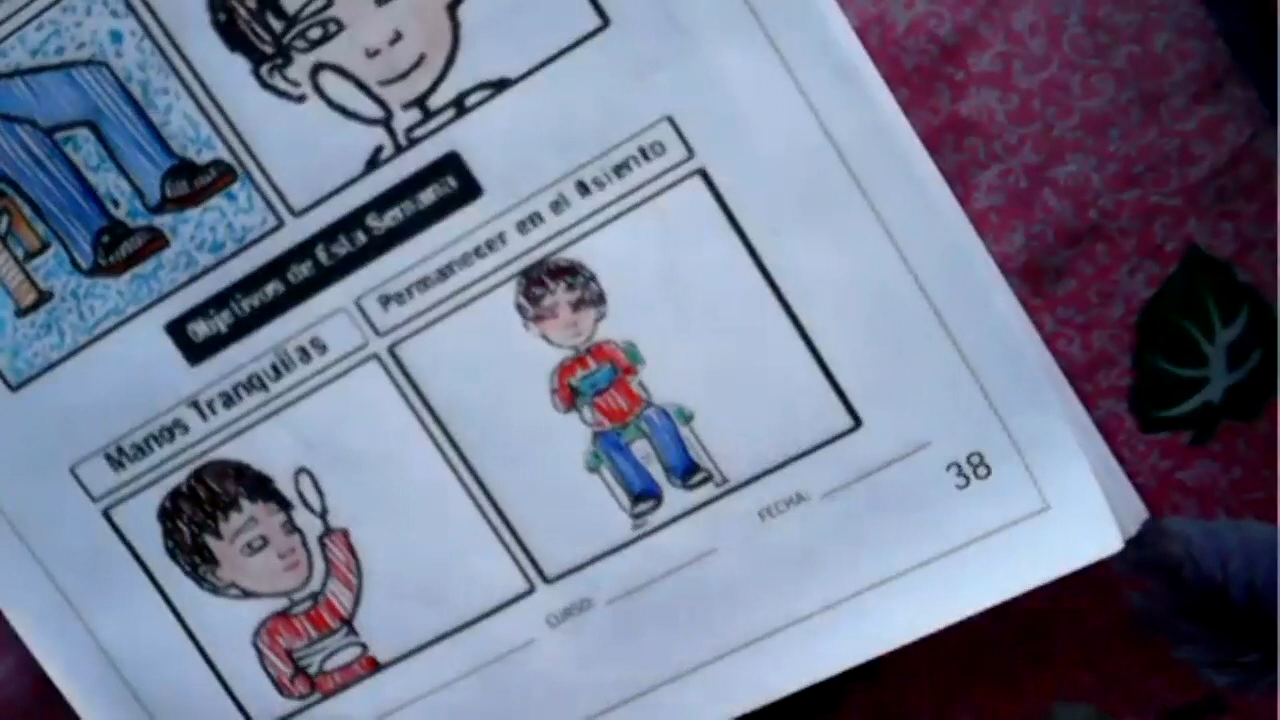 Objetivos de Esta Semana
Manos Tranquilas
Permanecer en el Asiento
CURSO:
FECHA:
38